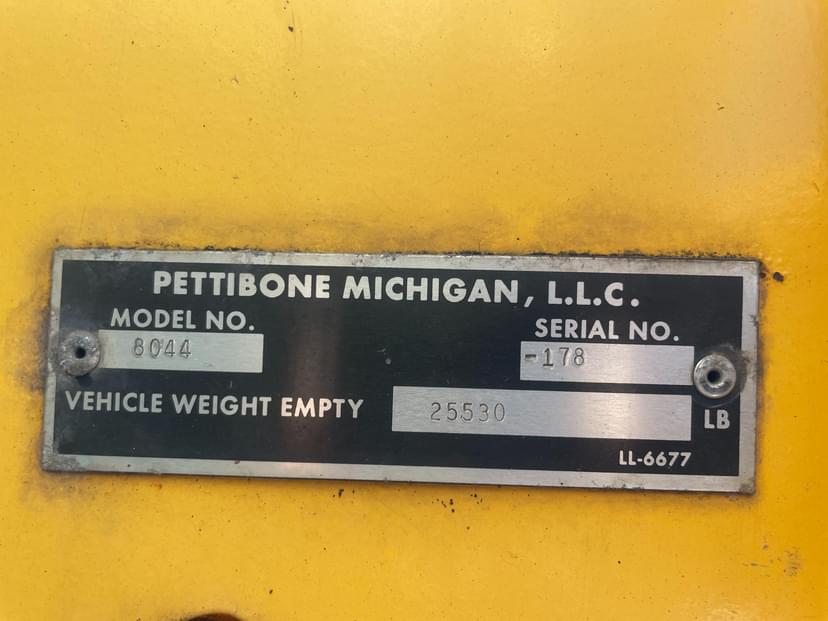 PETTIBONE MICHIGAN, L.L.C.
MODEL NO. SERIAL NO.
8044 -178
VEHICLE WEIGHT EMPTY 25530 LB
LL-6677